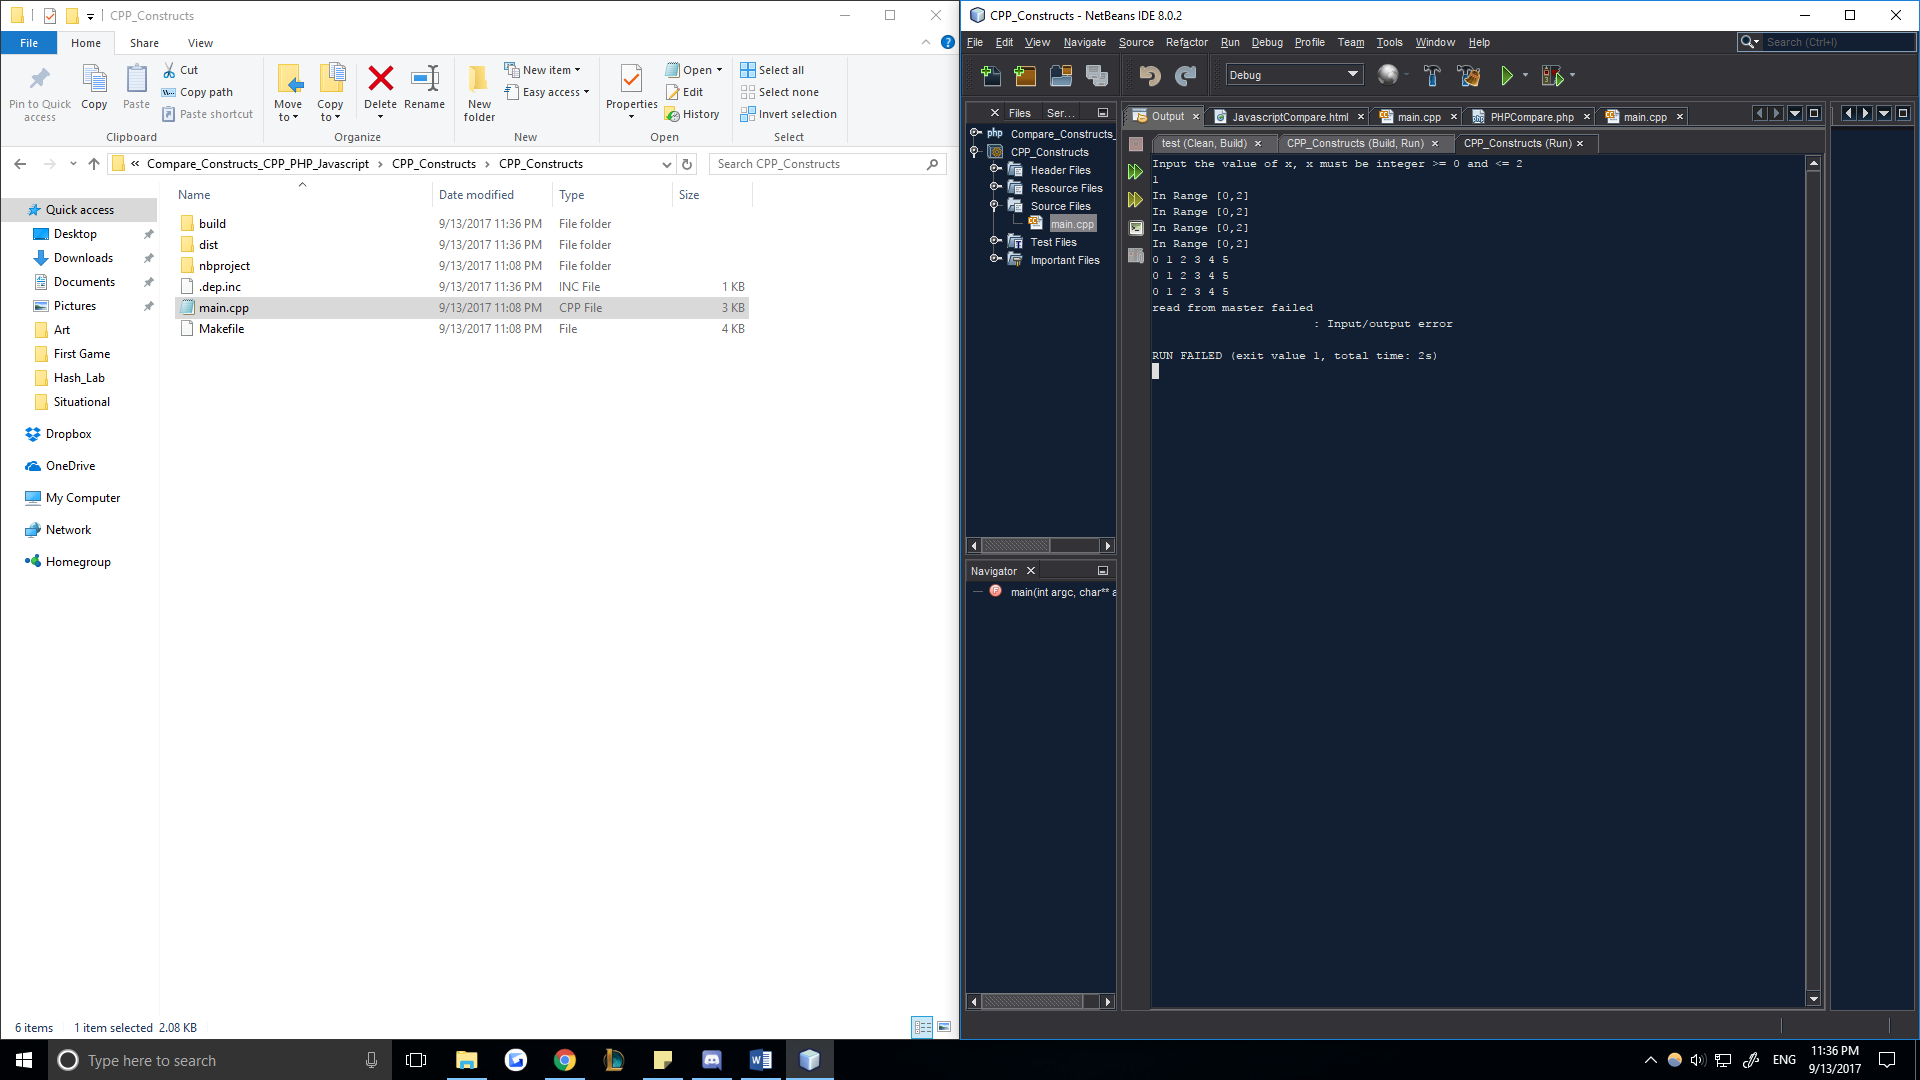 CPP_Constructs
File Home Share View
Pin to Quick access
Copy
Paste
Cut
Copy path
Paste shortcut
Clipboard
Move to
Copy to
Delete
Rename
Organize
New folder
New item
Easy access
New
Properties
Open
Edit
History
Open
Select all
Select none
Invert selection
Select
« Compare_Constructs_CPP_PHP_Javascript › CPP_Constructs › CPP_Constructs
Search CPP_Constructs
Name Date modified Type Size
build 9/13/2017 11:36 PM File folder
dist 9/13/2017 11:36 PM File folder
nbproject 9/13/2017 11:08 PM File folder
.dep.inc 9/13/2017 11:36 PM INC File 1 KB
main.cpp 9/13/2017 11:08 PM CPP File 3 KB
Makefile 9/13/2017 11:08 PM File 4 KB
Quick access
Desktop
Downloads
Documents
Pictures
Art
First Game
Hash_Lab
Situational
Dropbox
OneDrive
My Computer
Network
Homegroup
6 items 1 item selected 2.08 KB
CPP_Constructs - NetBeans IDE 8.0.2
File Edit View Navigate Source Refactor Run Debug Profile Team Tools Window Help
Search (Ctrl+I)
Debug
Files Ser...
Compare_Constructs_
CPP_Constructs
Header Files
Resource Files
Source Files
main.cpp
Test Files
Important Files
Navigator
main(int argc, char** a
Output JavascriptCompare.html main.cpp PHPCompare.php main.cpp
test (Clean, Build) CPP_Constructs (Build, Run) CPP_Constructs (Run)
Input the value of x, x must be integer >= 0 and <= 2
1
In Range [0,2]
In Range [0,2]
In Range [0,2]
In Range [0,2]
0 1 2 3 4 5
0 1 2 3 4 5
0 1 2 3 4 5
read from master failed
: Input/output error
RUN FAILED (exit value 1, total time: 2s)
Type here to search
ENG
11:36 PM
9/13/2017